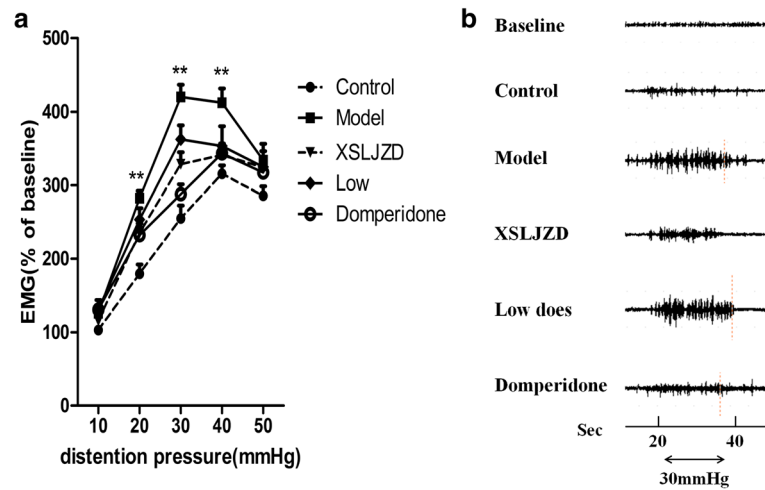 a
EMG(% of baseline)
500
400
300
200
100
0
** ** **
10 20 30 40 50
distention pressure(mmHg)
Control
Model
XSLJZD
Low
Domperidone
b
Baseline
Control
Model
XSLJZD
Low does
Domperidone
Sec 20 40
30mmHg